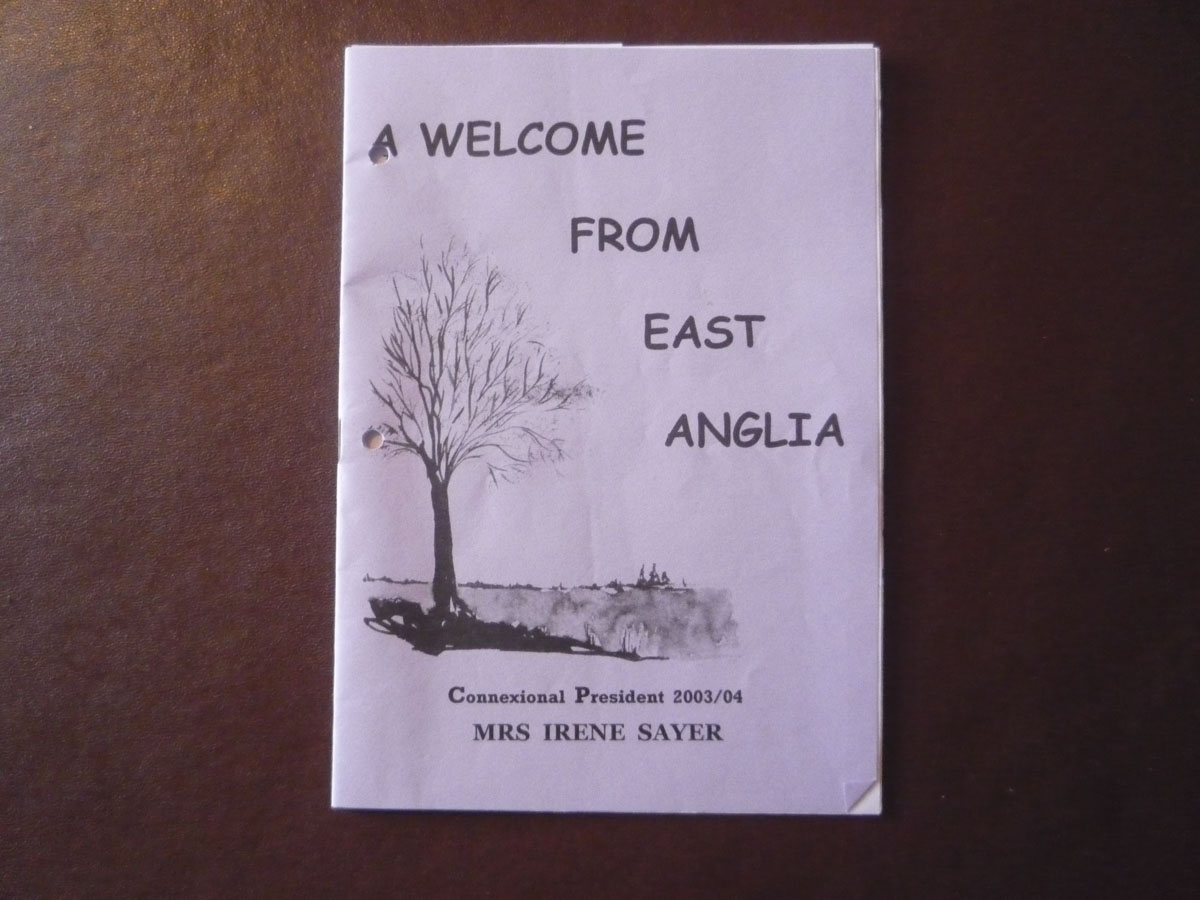 A WELCOME
FROM
EAST
ANGLIA
Connexional President 2003/04
MRS IRENE SAYER